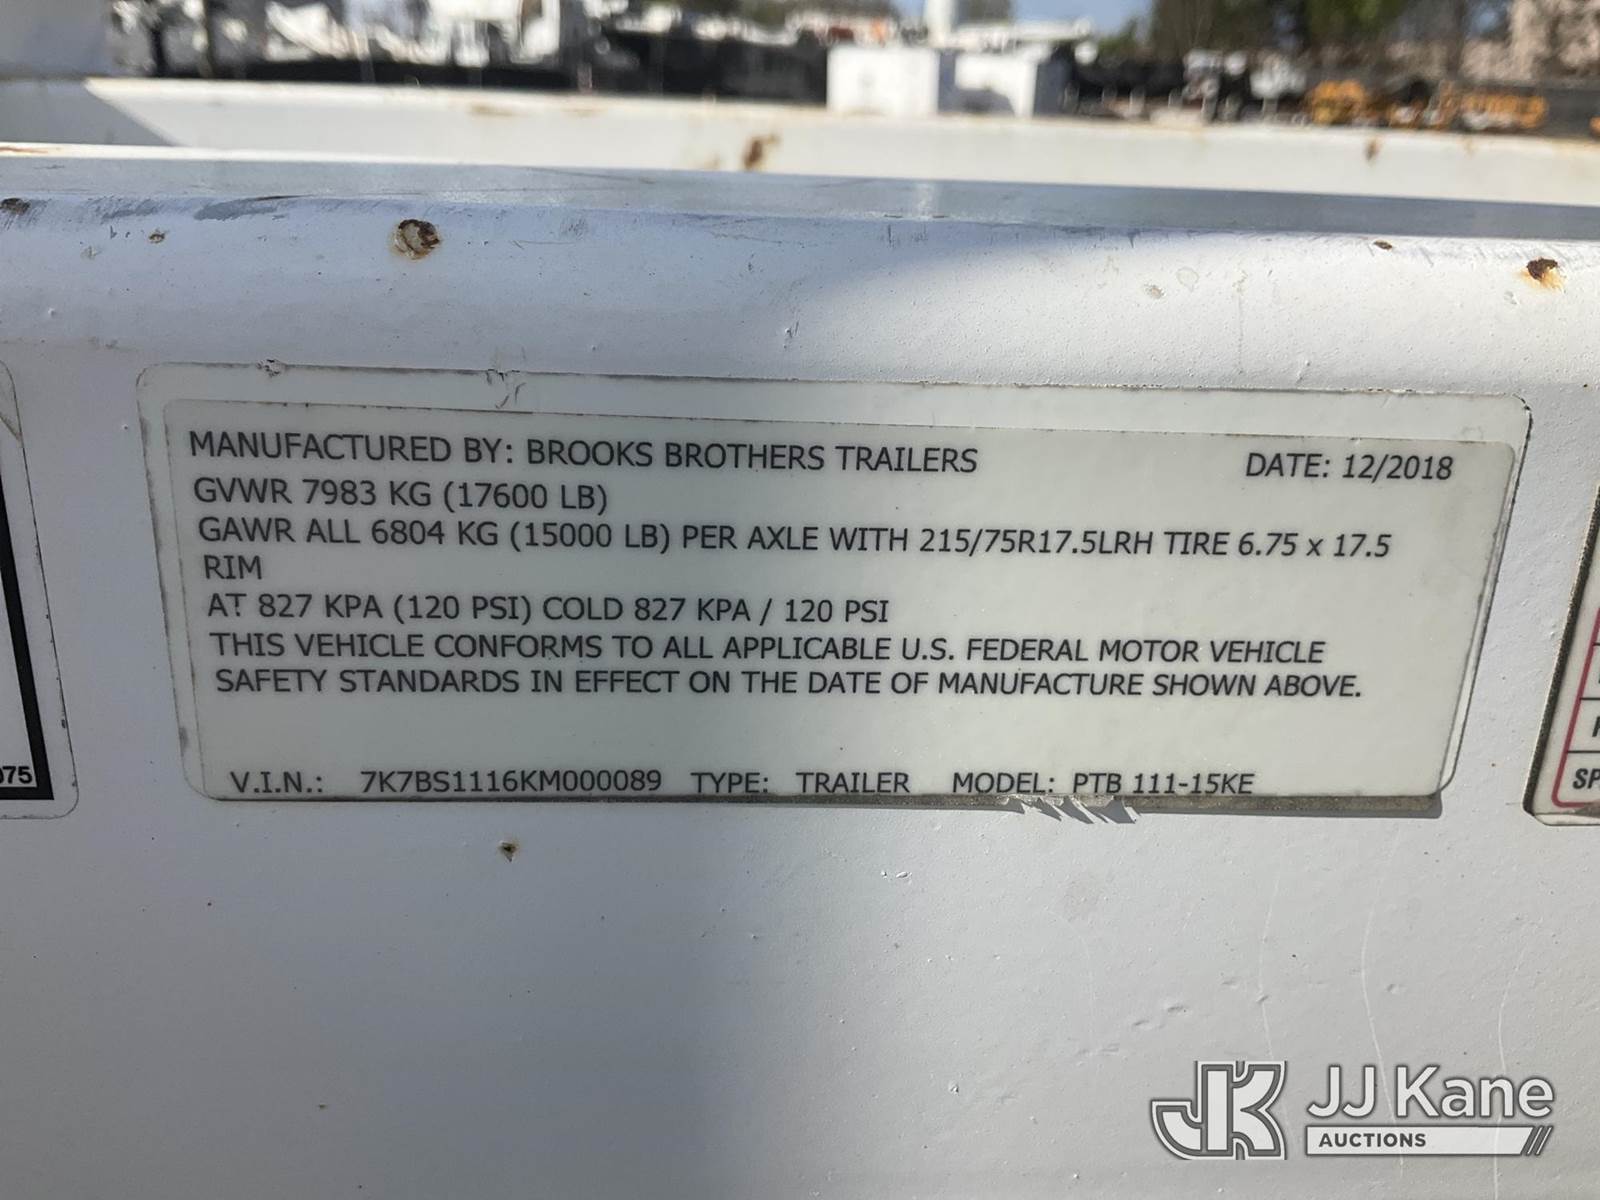 MANUFACTURED BY: BROOKS BROTHERS TRAILERS DATE: 12/2018
GVWR 7983 KG (17600 LB)
GAWR ALL 6804 KG (15000 LB) PER AXLE WITH 215/75R17.5LRH TIRE 6.75 x 17.5
RIM
AT 827 KPA (120 PSI) COLD 827 KPA / 120 PSI
THIS VEHICLE CONFORMS TO ALL APPLICABLE U.S. FEDERAL MOTOR VEHICLE
SAFETY STANDARDS IN EFFECT ON THE DATE OF MANUFACTURE SHOWN ABOVE.
V.I.N.: 7K7BS1116KM000089 TYPE: TRAILER MODEL: PTB 111-15KE
075
SP
JK JJ Kane
AUCTIONS